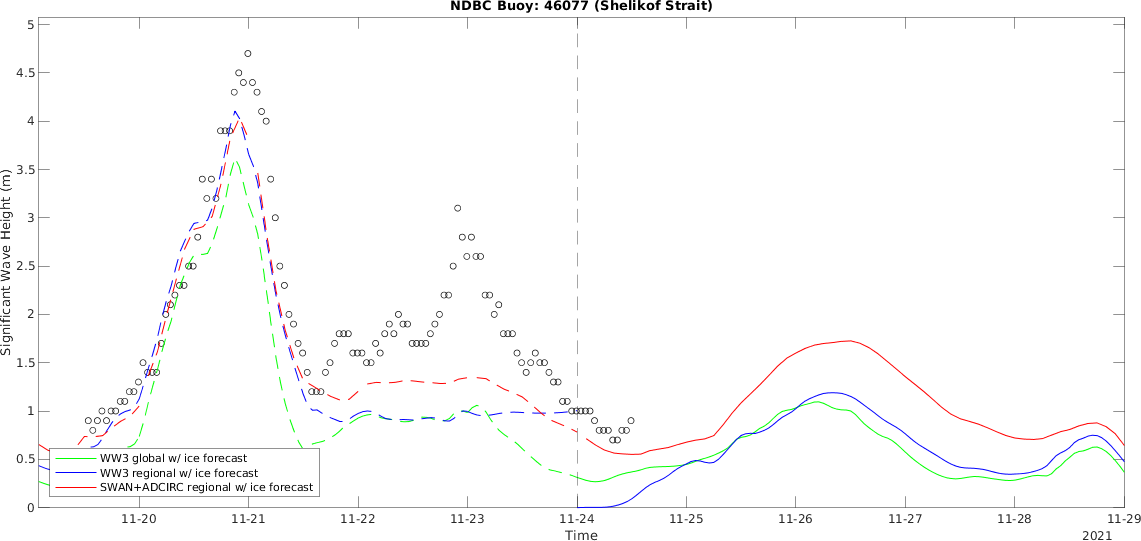 NDBC Buoy: 46077 (Shelikof Strait)
5
4.5
4
3.5
3
2.5
2
1.5
1
0.5
0
Significant Wave Height (m)
WW3 global w/ ice forecast
WW3 regional w/ ice forecast
SWAN+ADCIRC regional w/ ice forecast
11-20 11-21 11-22 11-23 11-24 11-25 11-26 11-27 11-28 11-29
Time
2021